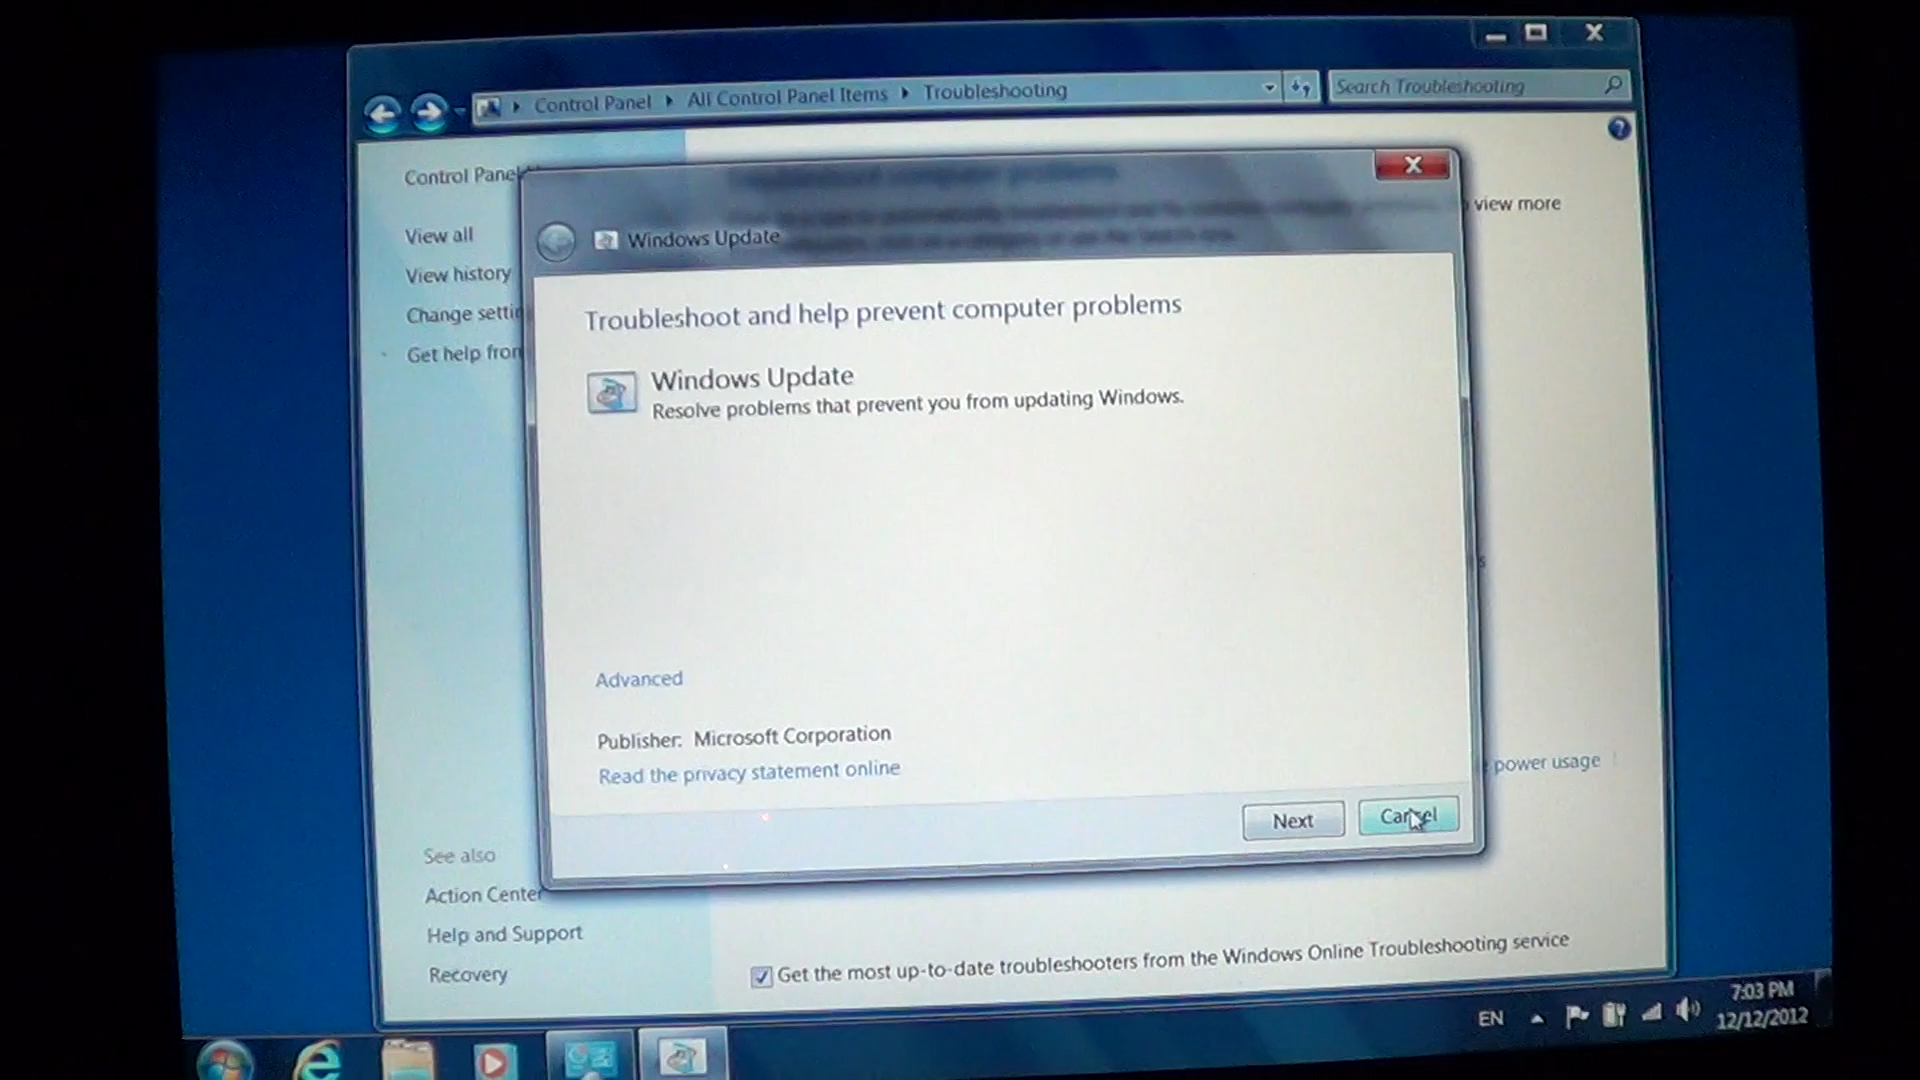 Control Panel
All Control Panel Items
Troubleshooting
Search Troubleshooting
Control Panel
view more
View all
Windows Update
View history
Troubleshoot and help prevent computer problems
Change
Get help
Windows Update
Resolve problems that prevent you from updating Windows.
Advanced
Publisher: Microsoft Corporation
Read the privacy statement online
power usage
Next
Cancel
See also
Action Center
Help and Support
Recovery
Get the most up-to-date troubleshooters from the Windows Online Troubleshooting service
EN
7:03 PM
12/12/2012